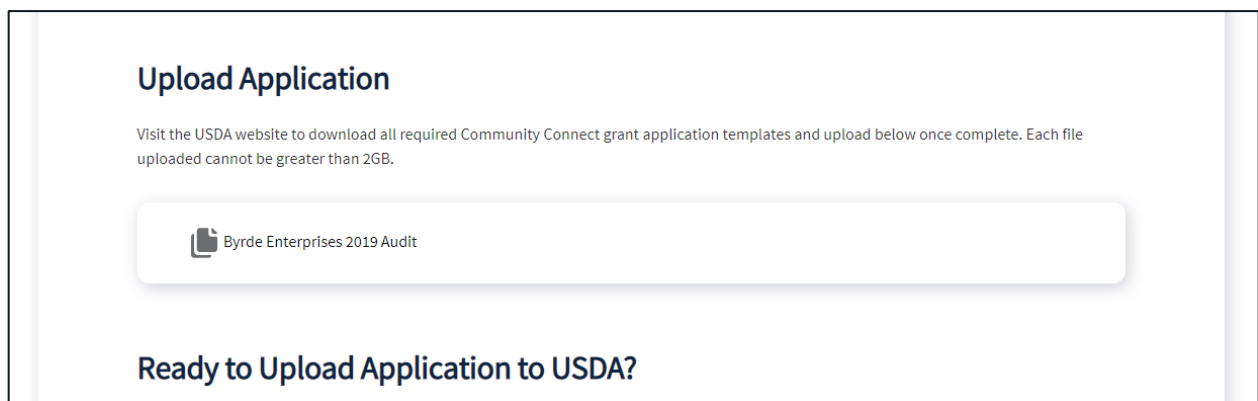 Upload Application
Visit the USDA website to download all required Community Connect grant application templates and upload below once complete. Each file
uploaded cannot be greater than 2GB.
Byrde Enterprises 2019 Audit
Ready to Upload Application to USDA?